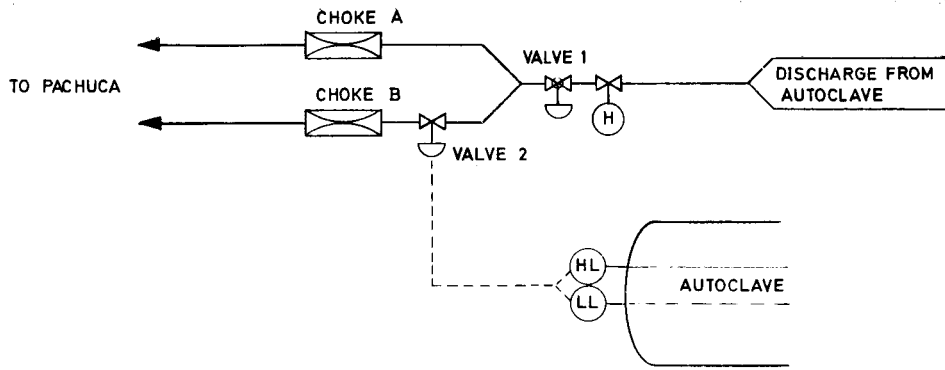 CHOKE A
TO PACHUCA
CHOKE B
VALVE 1
H
VALVE 2
DISCHARGE FROM
AUTOCLAVE
HL
LL
AUTOCLAVE